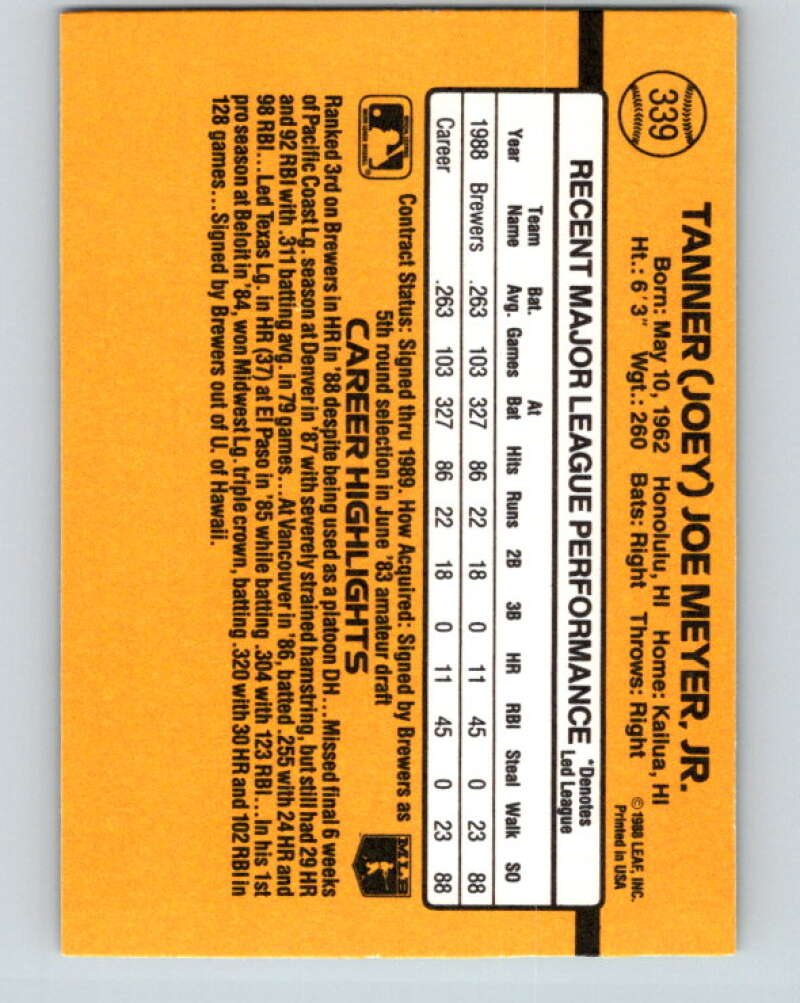 339
TANNER (JOEY) JOE MEYER, JR.
Born: May 10, 1962 Honolulu, HI Home: Kailua, HI
Ht.: 6'3" Wgt.: 260 Bats: Right Throws: Right
© 1988 LEAF, INC.
Printed in USA
RECENT MAJOR LEAGUE PERFORMANCE
*Denotes
Led League
Year Team Name Bat. Avg. Games At Bat Hits Runs 2B 3B HR RBI Steal Walk SO
1988 Brewers .263 103 327 86 22 18 0 11 45 0 23 88
Career .263 103 327 86 22 18 0 11 45 0 23 88
Contract Status: Signed thru 1989. How Acquired: Signed by Brewers as
5th round selection in June '83 amateur draft
MLB
CAREER HIGHLIGHTS
Ranked 3rd on Brewers in HR in '88 despite being used as a platoon DH...Missed final 6 weeks
of Pacific Coast Lg. season at Denver in '87 with severely strained hamstring, but still had 29 HR
and 92 RBI with .311 batting avg. in 79 games...At Vancouver in '86, batted .255 with 24 HR and
98 RBI...Led Texas Lg. in HR (37) at El Paso in '85 while batting .304 with 123 RBI...In his 1st
pro season at Beloit in '84, won Midwest Lg. triple crown, batting .320 with 30 HR and 102 RBI in
128 games...Signed by Brewers out of U. of Hawaii.